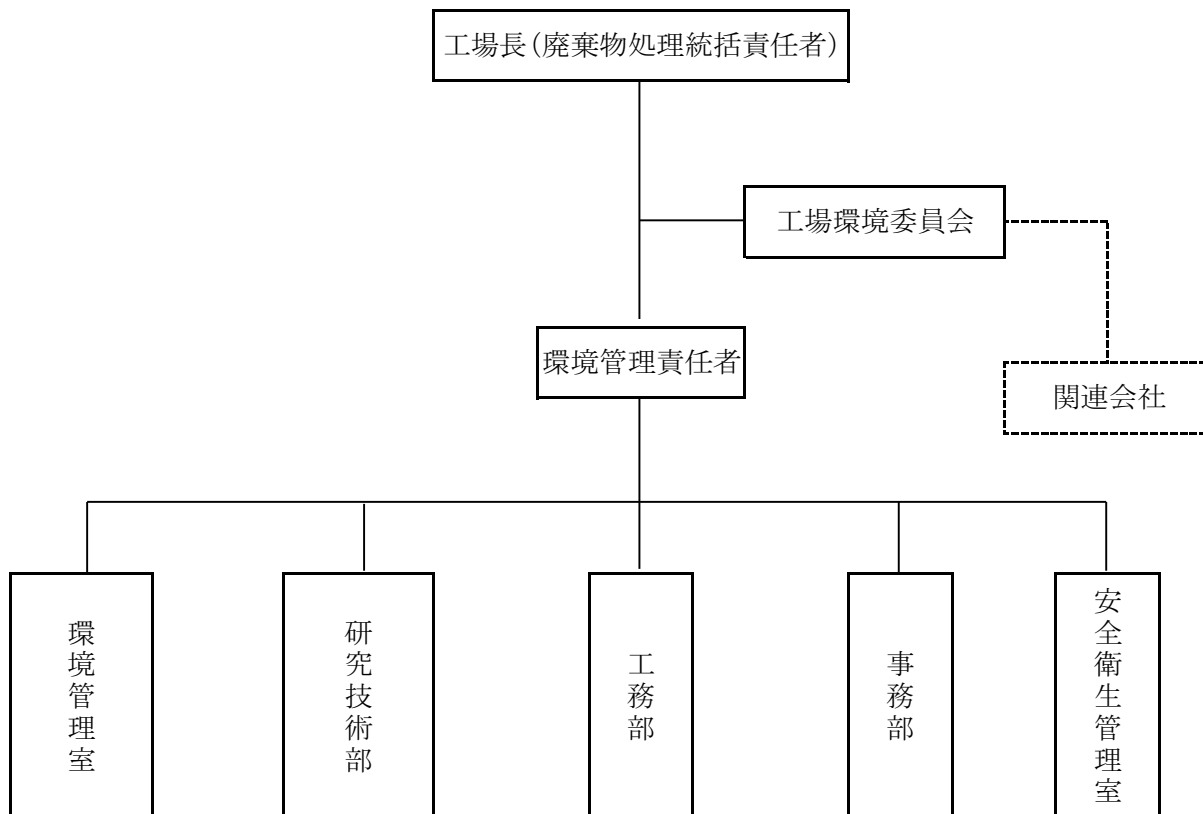 工場長(廃棄物処理統括責任者)
工場環境委員会
環境管理責任者
関連会社
環境管理室
研究技術部
工務部
事務部
安全衛生管理室